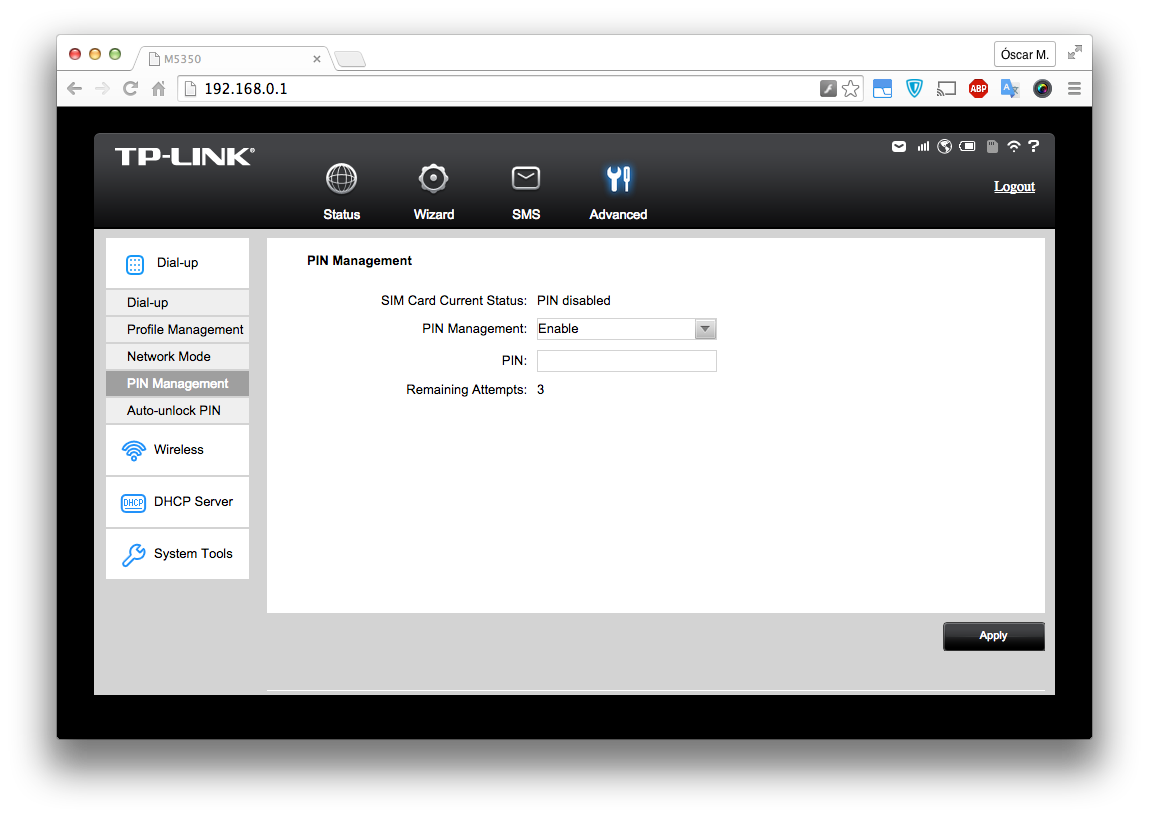 M5350
Óscar M.
192.168.0.1
ABP
TP-LINK®
?
Logout
Status
Wizard
SMS
Advanced
Dial-up
Dial-up
Profile Management
Network Mode
PIN Management
Auto-unlock PIN
Wireless
DHCP
DHCP Server
System Tools
PIN Management
SIM Card Current Status: PIN disabled
PIN Management: Enable
PIN:
Remaining Attempts: 3
Apply